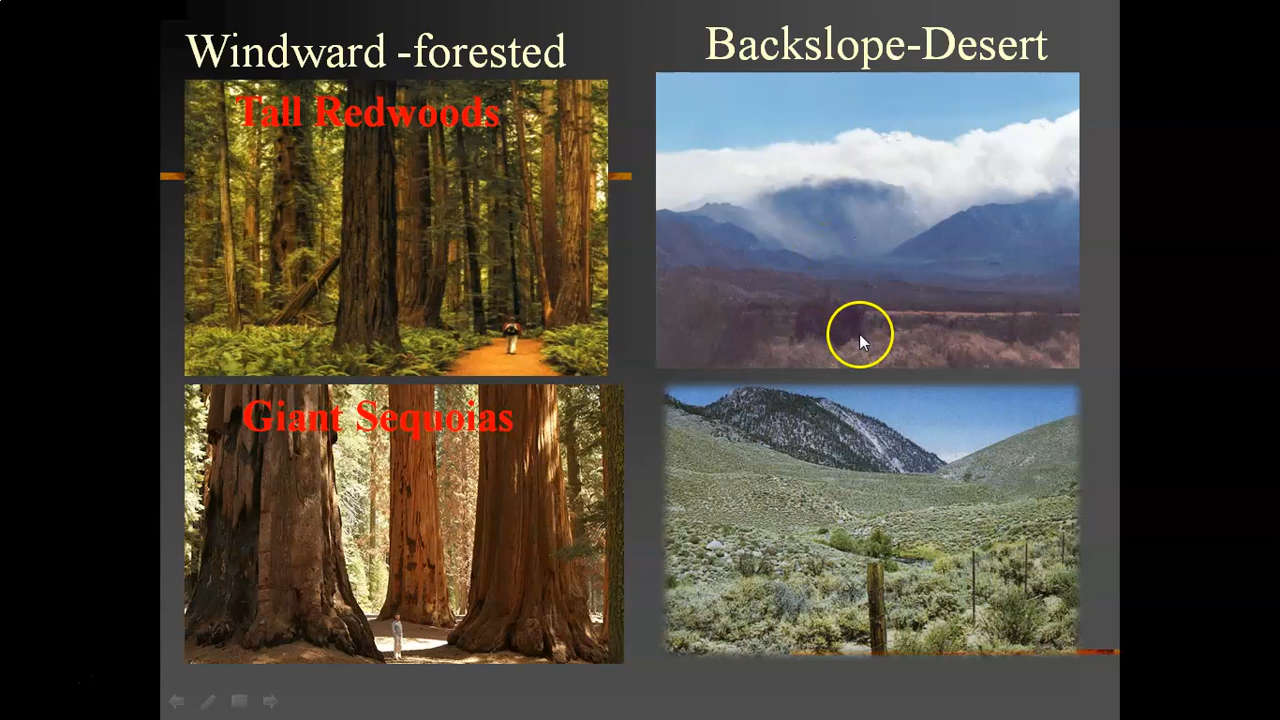 Windward -forested
Backslope-Desert
Tall Redwoods
Giant Sequoias